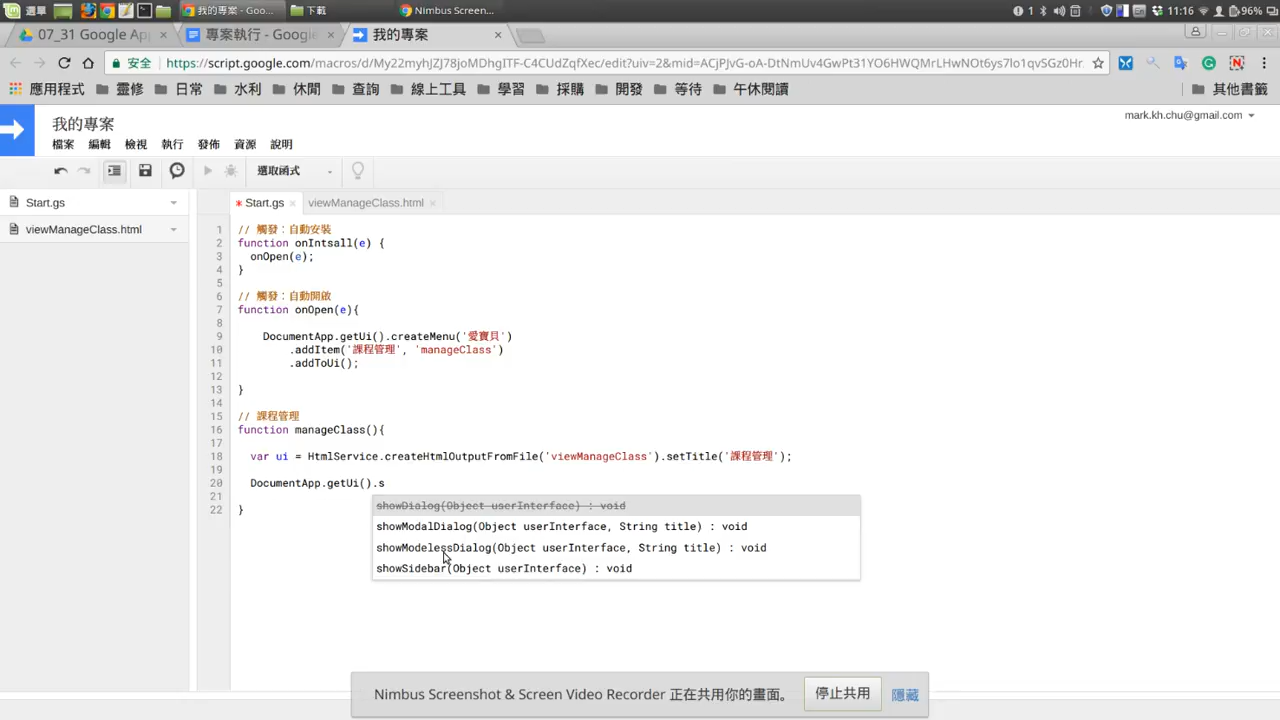 選單
我的專案 - Goo...
下載
Nimbus Screen...
1
11:16
96%
07_31 Google Ap
專案執行 - Google
我的專案
安全
https://script.google.com/macros/d/My22myhJZJ78joMDhgITF-C4CUdZqfXec/edit?uiv=2&mid=ACjPJvG-oA-DtNmUv4GwPt31YO6HWQMrLHwNOt6ys7lo1qvSGz0Hr.
應用程式
靈修
日常
水利
休閒
查詢
線上工具
學習
採購
開發
等待
午休閱讀
其他書籤
我的專案
mark.kh.chu@gmail.com
檔案 編輯 檢視 執行 發佈 資源 說明
選取函式
Start.gs
viewManageClass.html
* Start.gs
viewManageClass.html
1 // 觸發：自動安裝
2 function onIntsall(e) {
3 onOpen(e);
4 }
5
6 // 觸發：自動開啟
7 function onOpen(e){
8
9 DocumentApp.getUi().createMenu('愛寶貝')
10 .addItem('課程管理', 'manageClass')
11 .addToUi();
12
13 }
14
15 // 課程管理
16 function manageClass(){
17
18 var ui = HtmlService.createHtmlOutputFromFile('viewManageClass').setTitle('課程管理');
19
20 DocumentApp.getUi().s
21
22 }
showDialog(Object userInterface) : void
showModalDialog(Object userInterface, String title) : void
showModelessDialog(Object userInterface, String title) : void
showSidebar(Object userInterface) : void
Nimbus Screenshot & Screen Video Recorder 正在共用你的畫面。
停止共用
隱藏